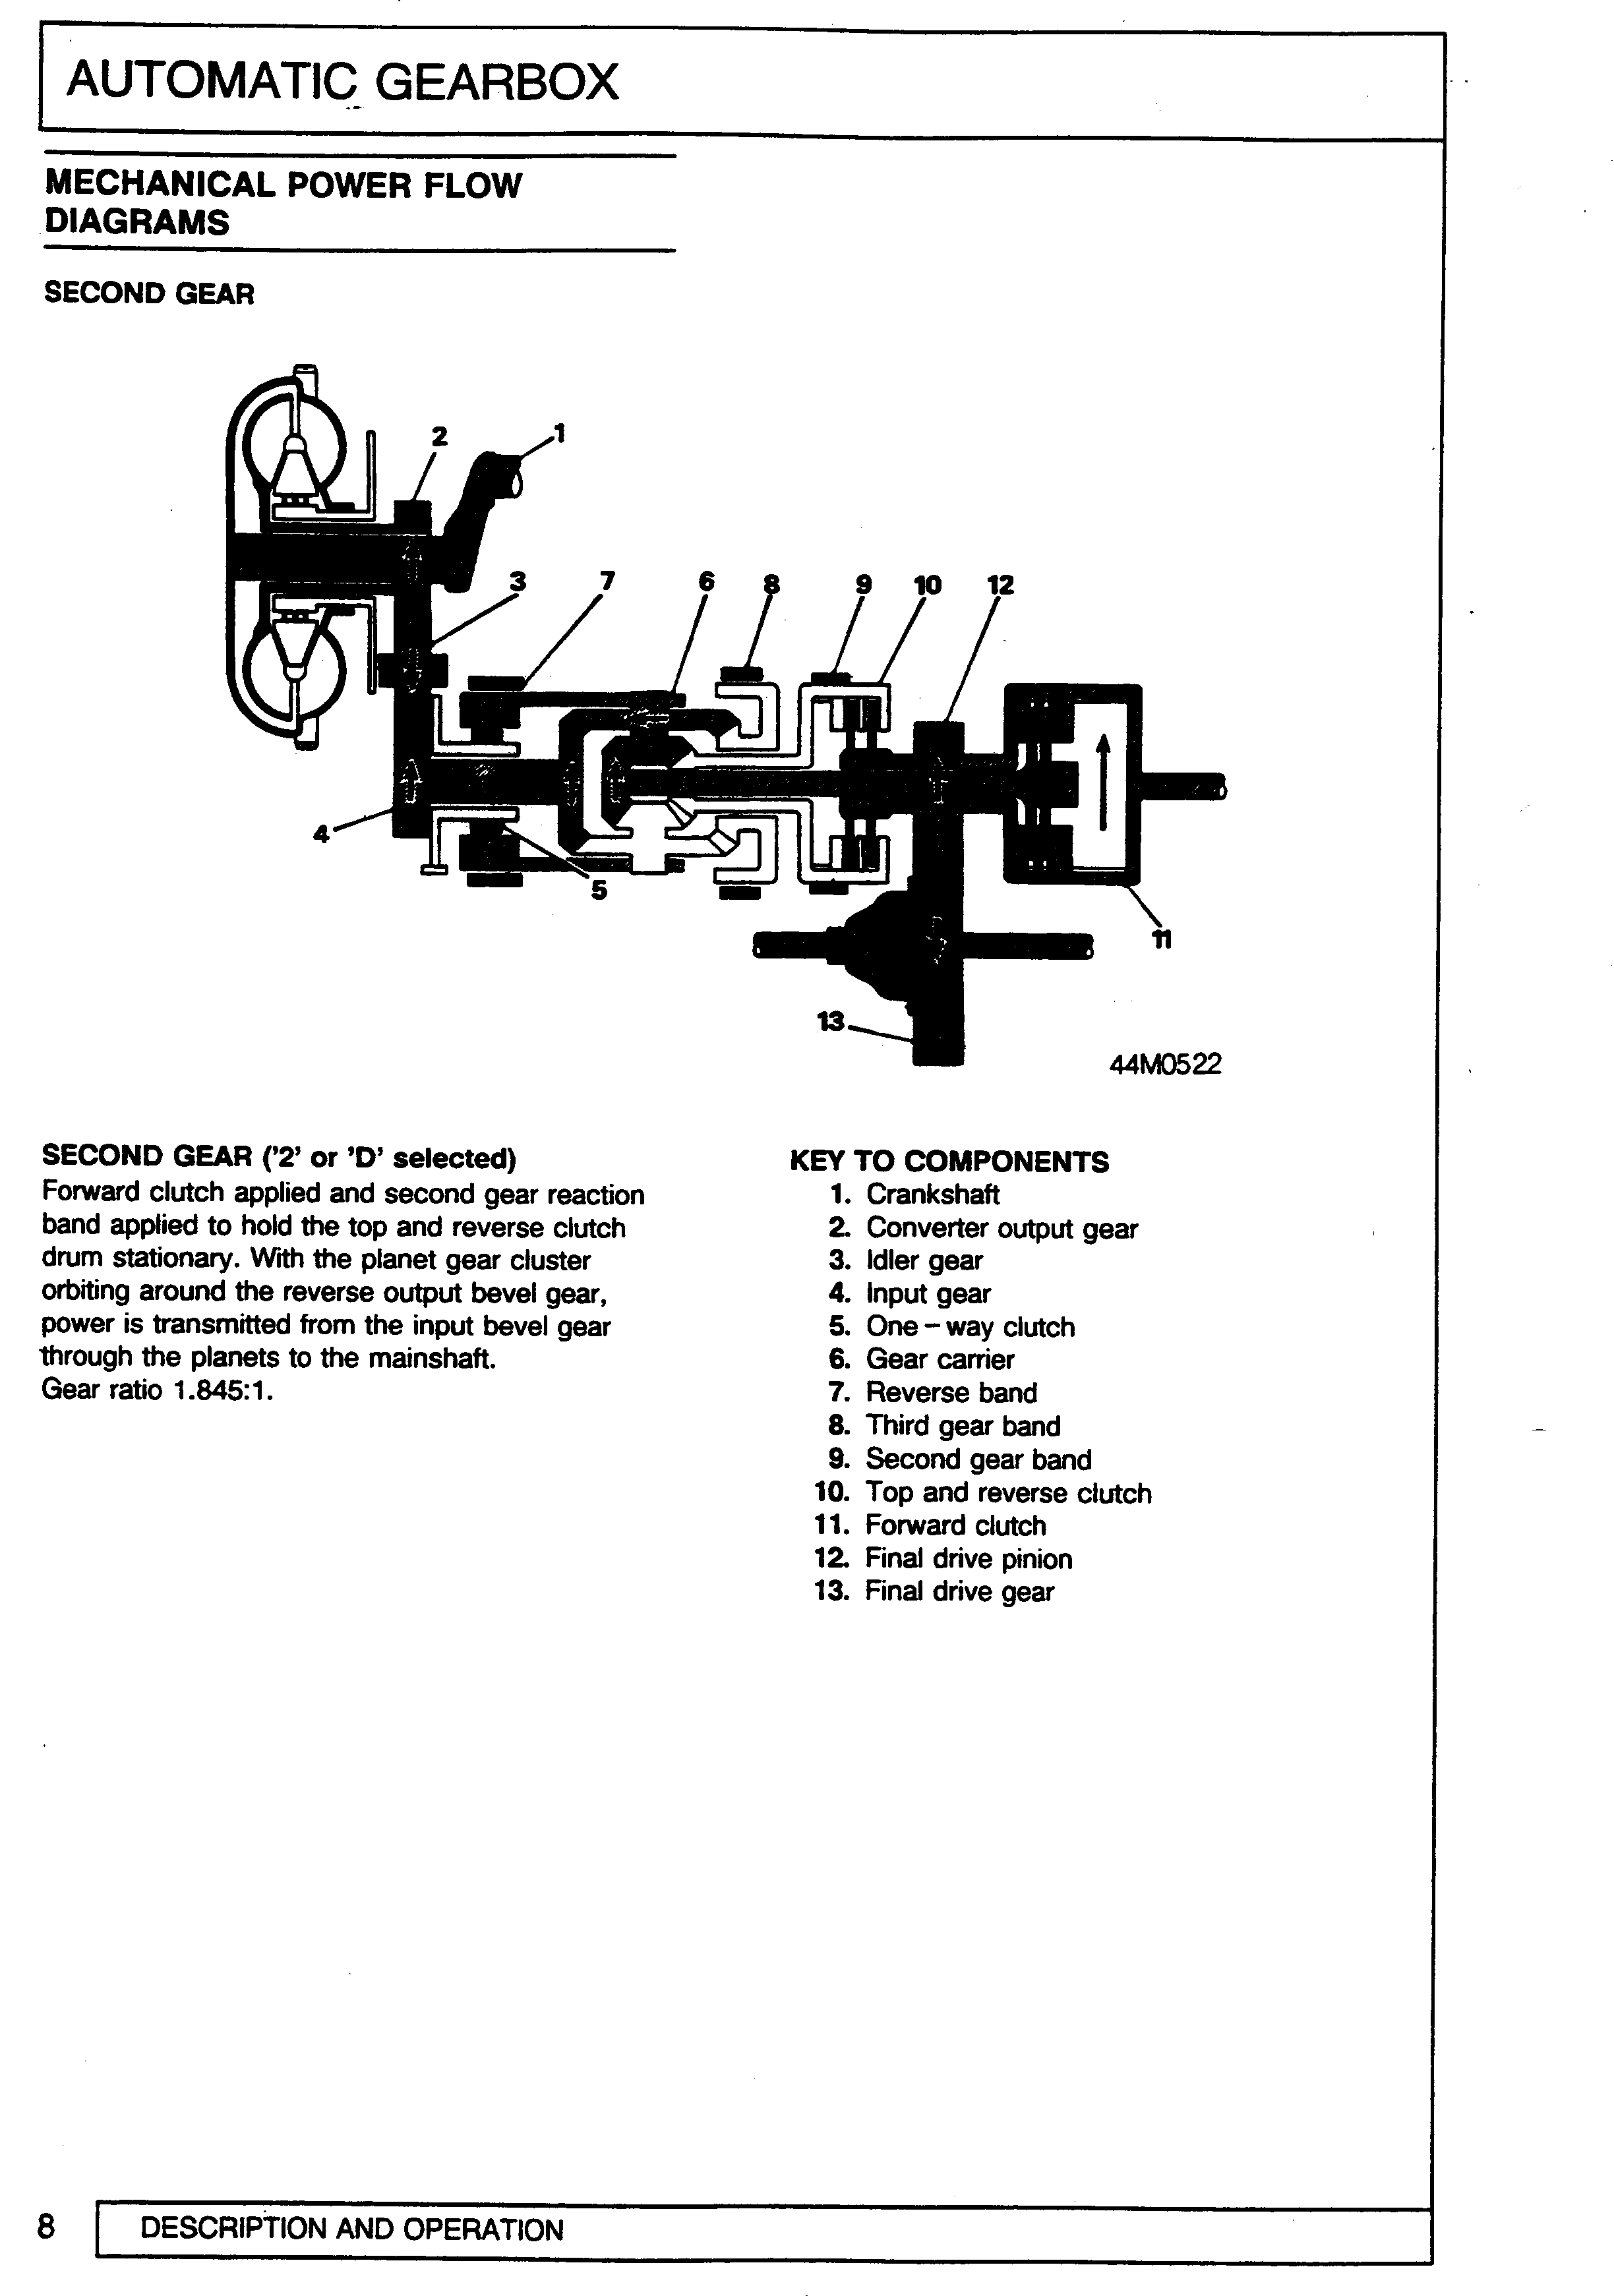 AUTOMATIC GEARBOX
MECHANICAL POWER FLOW
DIAGRAMS
SECOND GEAR
2
1
3
7
6
8
9
10
12
4
5
11
13
44M0522
SECOND GEAR ('2' or 'D' selected)
Forward clutch applied and second gear reaction
band applied to hold the top and reverse clutch
drum stationary. With the planet gear cluster
orbiting around the reverse output bevel gear,
power is transmitted from the input bevel gear
through the planets to the mainshaft.
Gear ratio 1.845:1.
KEY TO COMPONENTS
1. Crankshaft
2. Converter output gear
3. Idler gear
4. Input gear
5. One – way clutch
6. Gear carrier
7. Reverse band
8. Third gear band
9. Second gear band
10. Top and reverse clutch
11. Forward clutch
12. Final drive pinion
13. Final drive gear
8
DESCRIPTION AND OPERATION